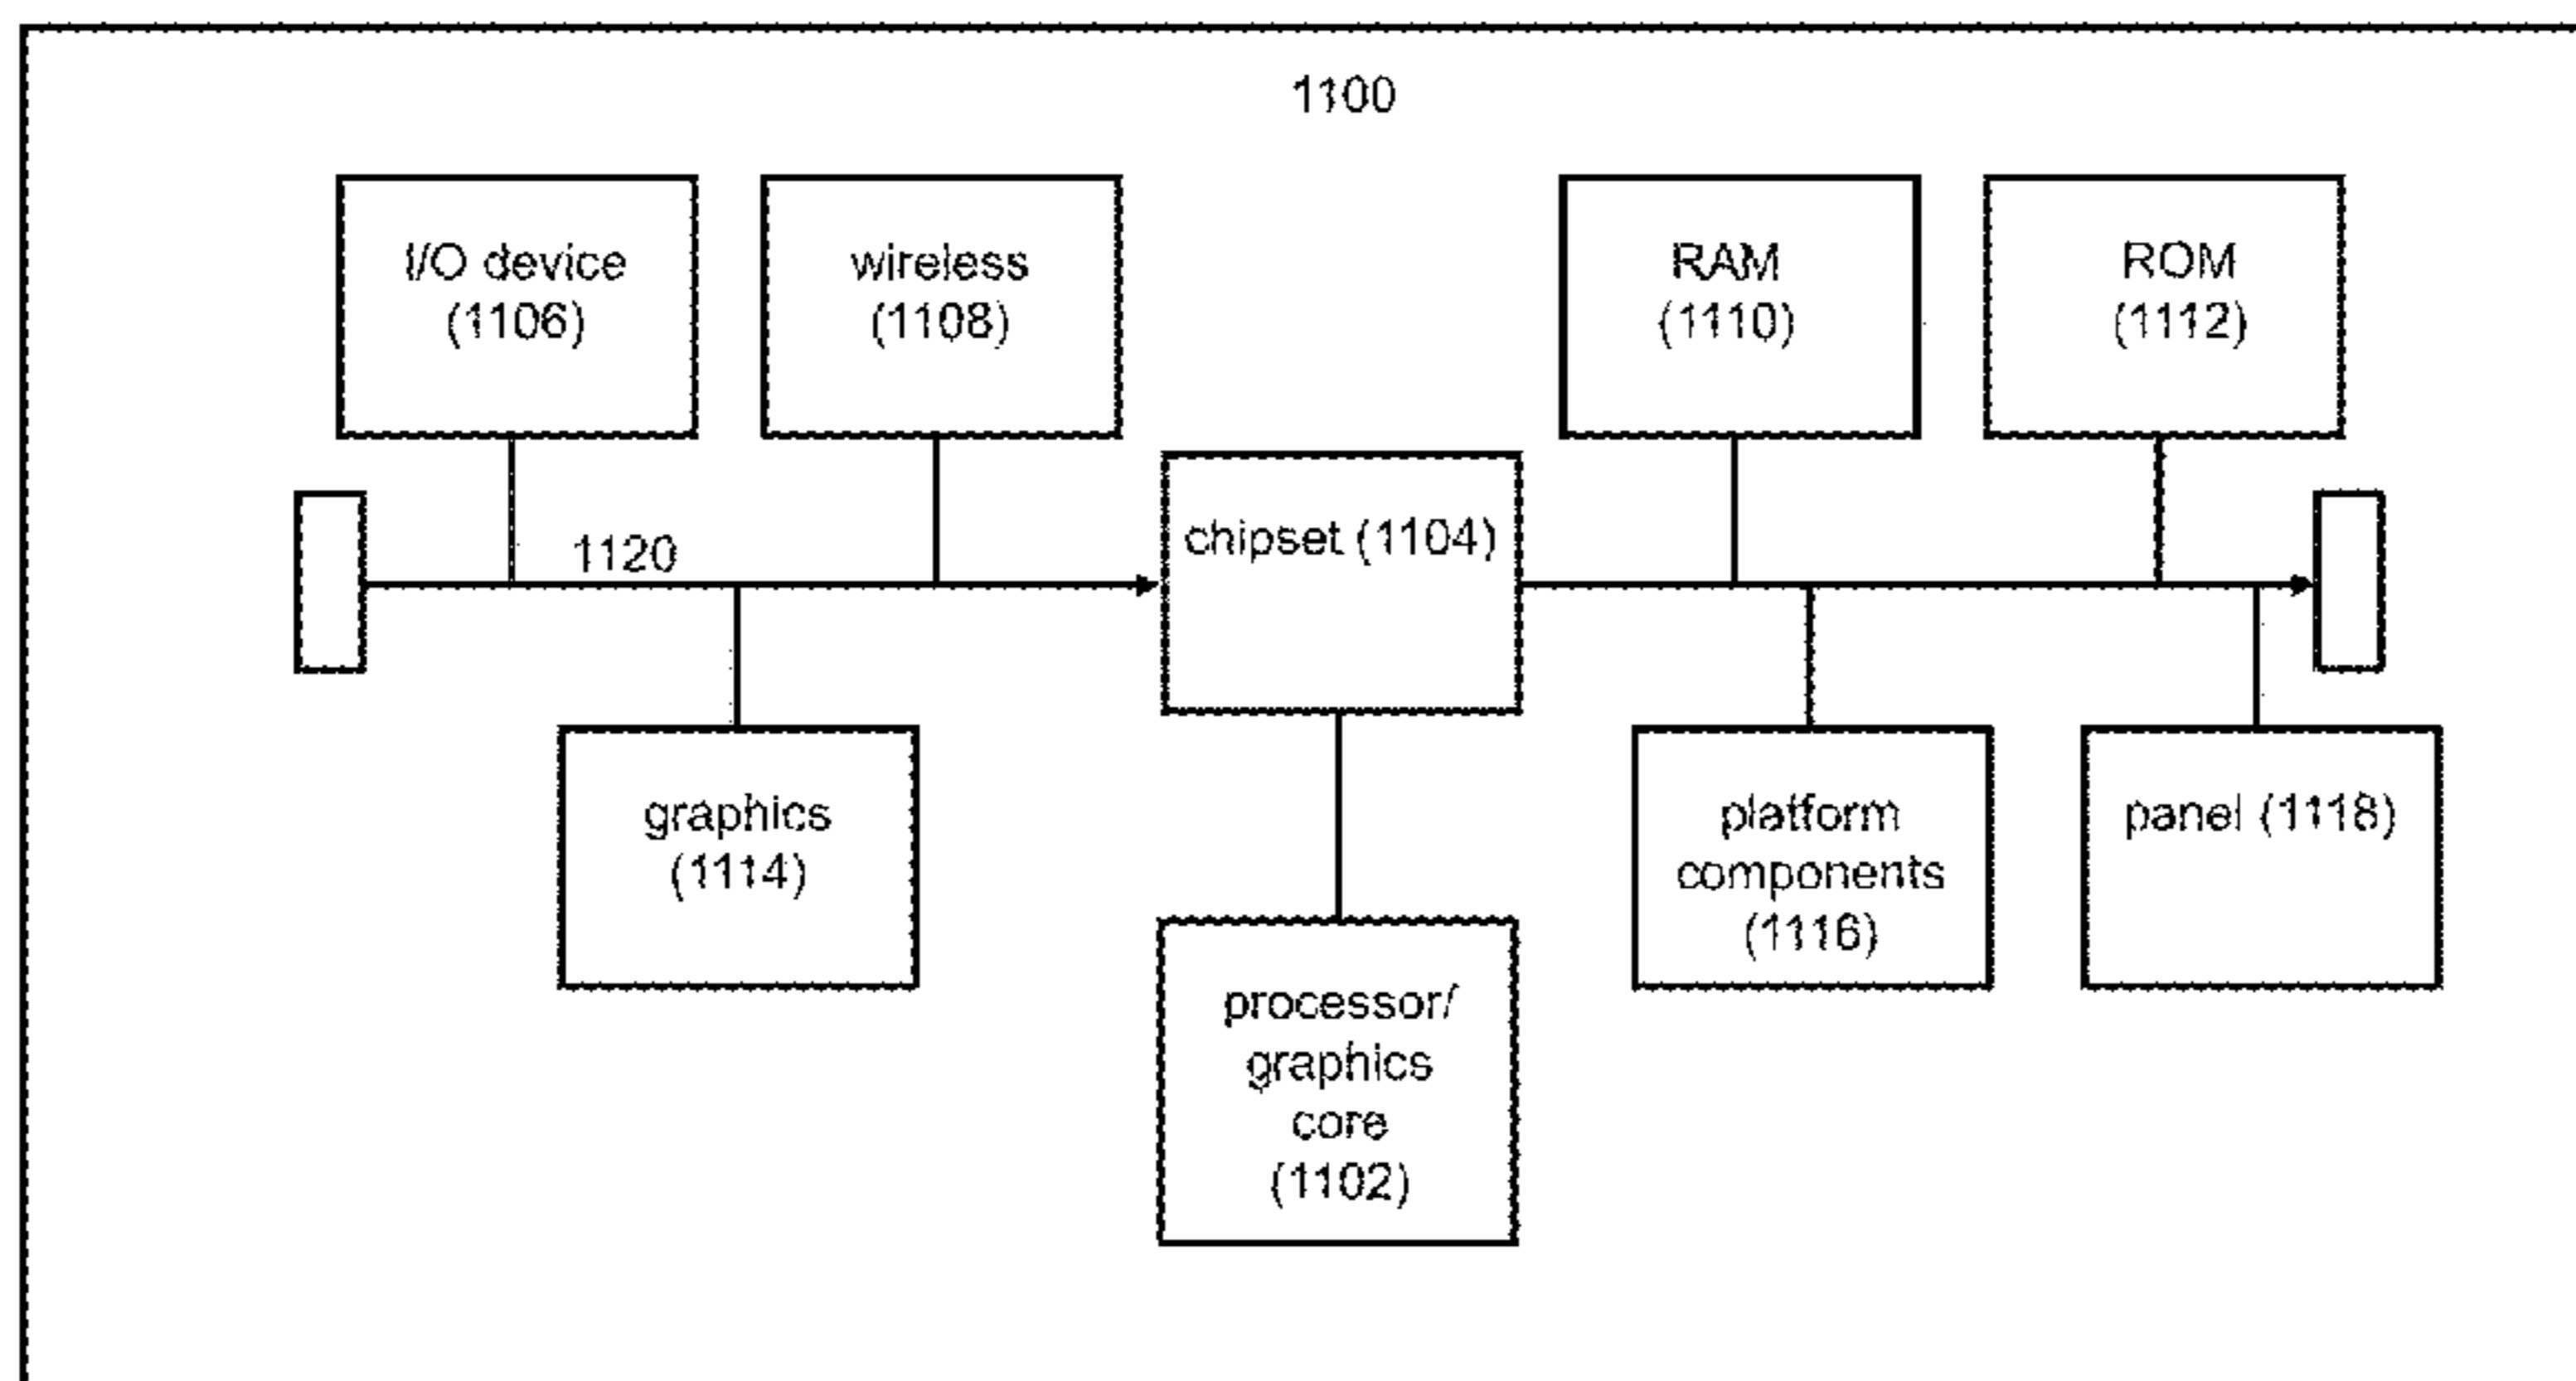 1100
I/O device
(1106)
wireless
(1108)
RAM
(1110)
ROM
(1112)
1120
chipset (1104)
graphics
(1114)
platform
components
(1116)
panel (1118)
processor/
graphics
core
(1102)